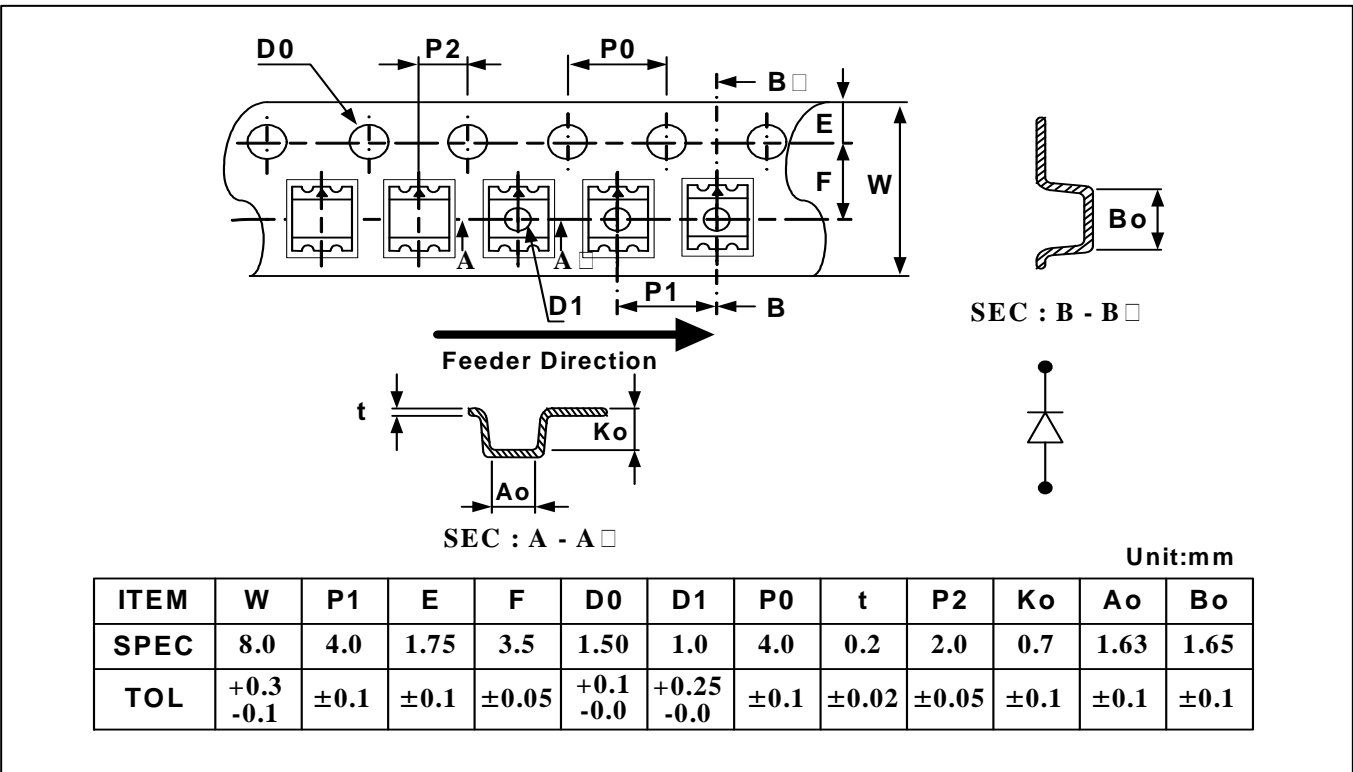 D0 P2 P0
B□
E
F W
A A□
D1 P1 B
Feeder Direction
Bo
SEC : B - B□
t Ko
Ao
SEC : A - A□
Unit:mm
ITEM W P1 E F D0 D1 P0 t P2 Ko Ao Bo
SPEC 8.0 4.0 1.75 3.5 1.50 1.0 4.0 0.2 2.0 0.7 1.63 1.65
TOL +0.3 -0.1 ±0.1 ±0.1 ±0.05 +0.1 -0.0 +0.25 -0.0 ±0.1 ±0.02 ±0.05 ±0.1 ±0.1 ±0.1